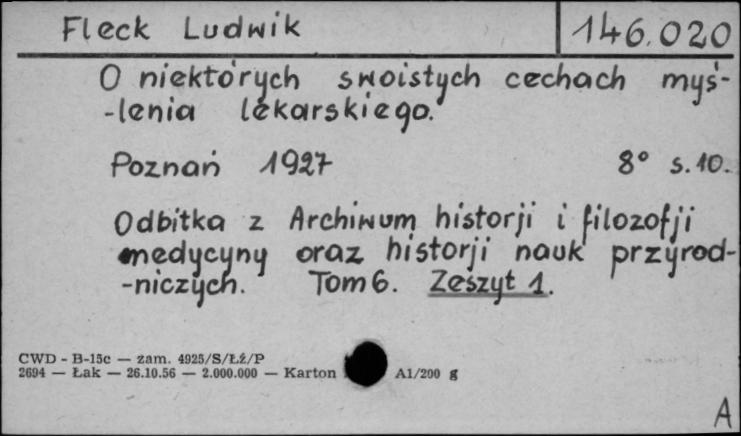 Fleck Ludwik 146.020
O niektórych swoistych cechach myś-
-lenia lekarskiego.
Poznań 1927 8° s.10.
Odbitka z Archiwum historji i filozofji
medycyny oraz historji nauk przyrod-
-niczych. Tom 6. Zeszyt 1.
CWD - B-15c — zam. 4925/S/ŁŻ/P
2694 — Łak — 26.10.56 — 2.000.000 — Karton A1/200 g
A